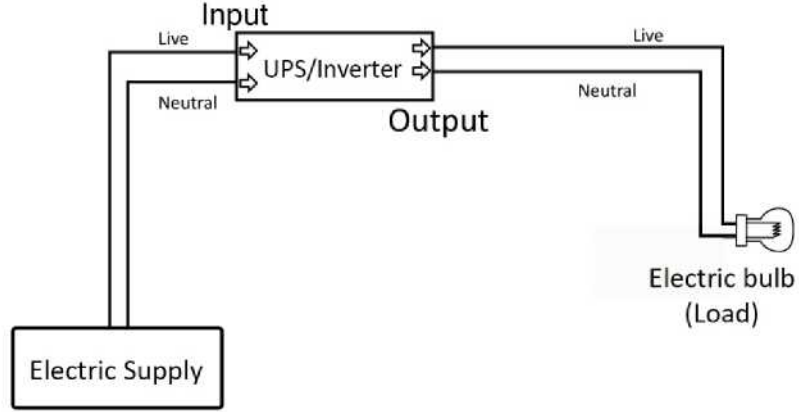 Input
Live
Live
UPS/Inverter
Neutral
Neutral
Output
Electric bulb
(Load)
Electric Supply